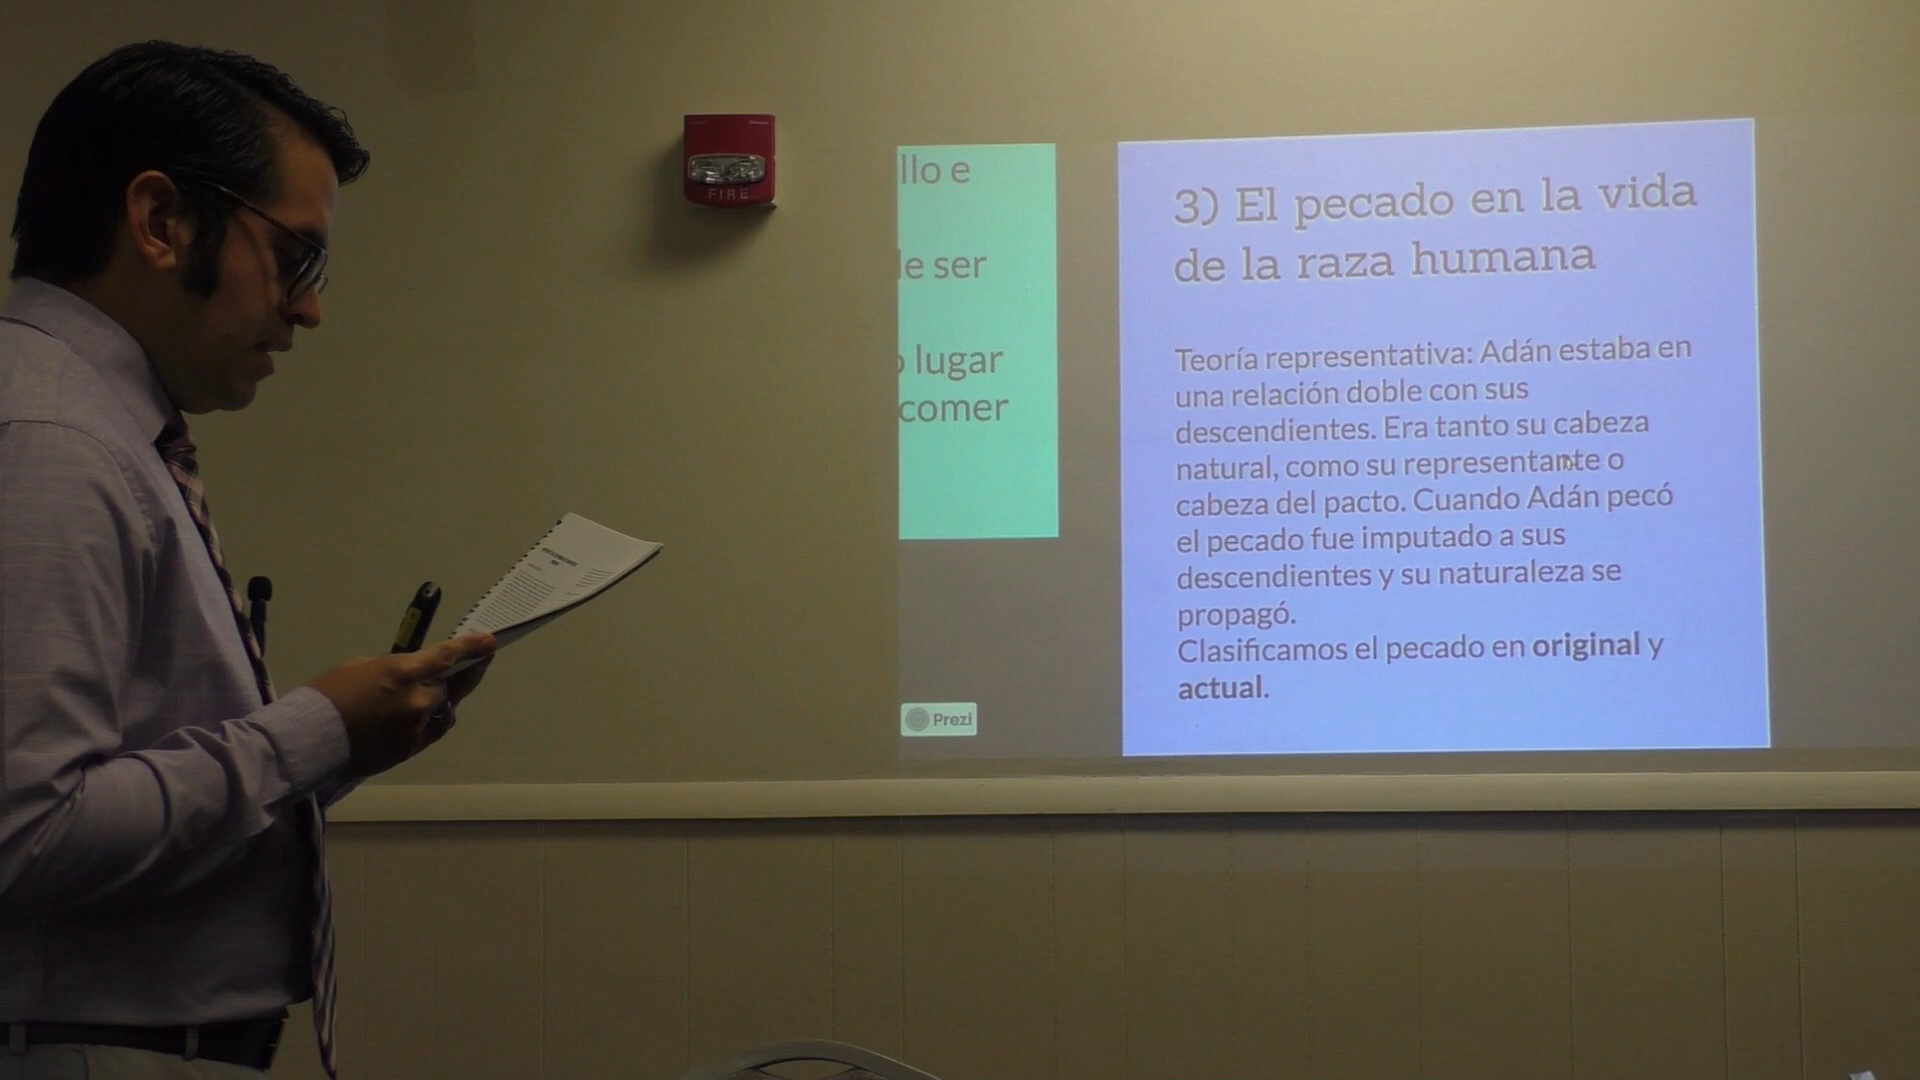 FIRE
llo e
e ser
lugar
comer
Prezi
3) El pecado en la vida
de la raza humana
Teoría representativa: Adán estaba en
una relación doble con sus
descendientes. Era tanto su cabeza
natural, como su representante o
cabeza del pacto. Cuando Adán pecó
el pecado fue imputado a sus
descendientes y su naturaleza se
propagó.
Clasificamos el pecado en original y
actual.